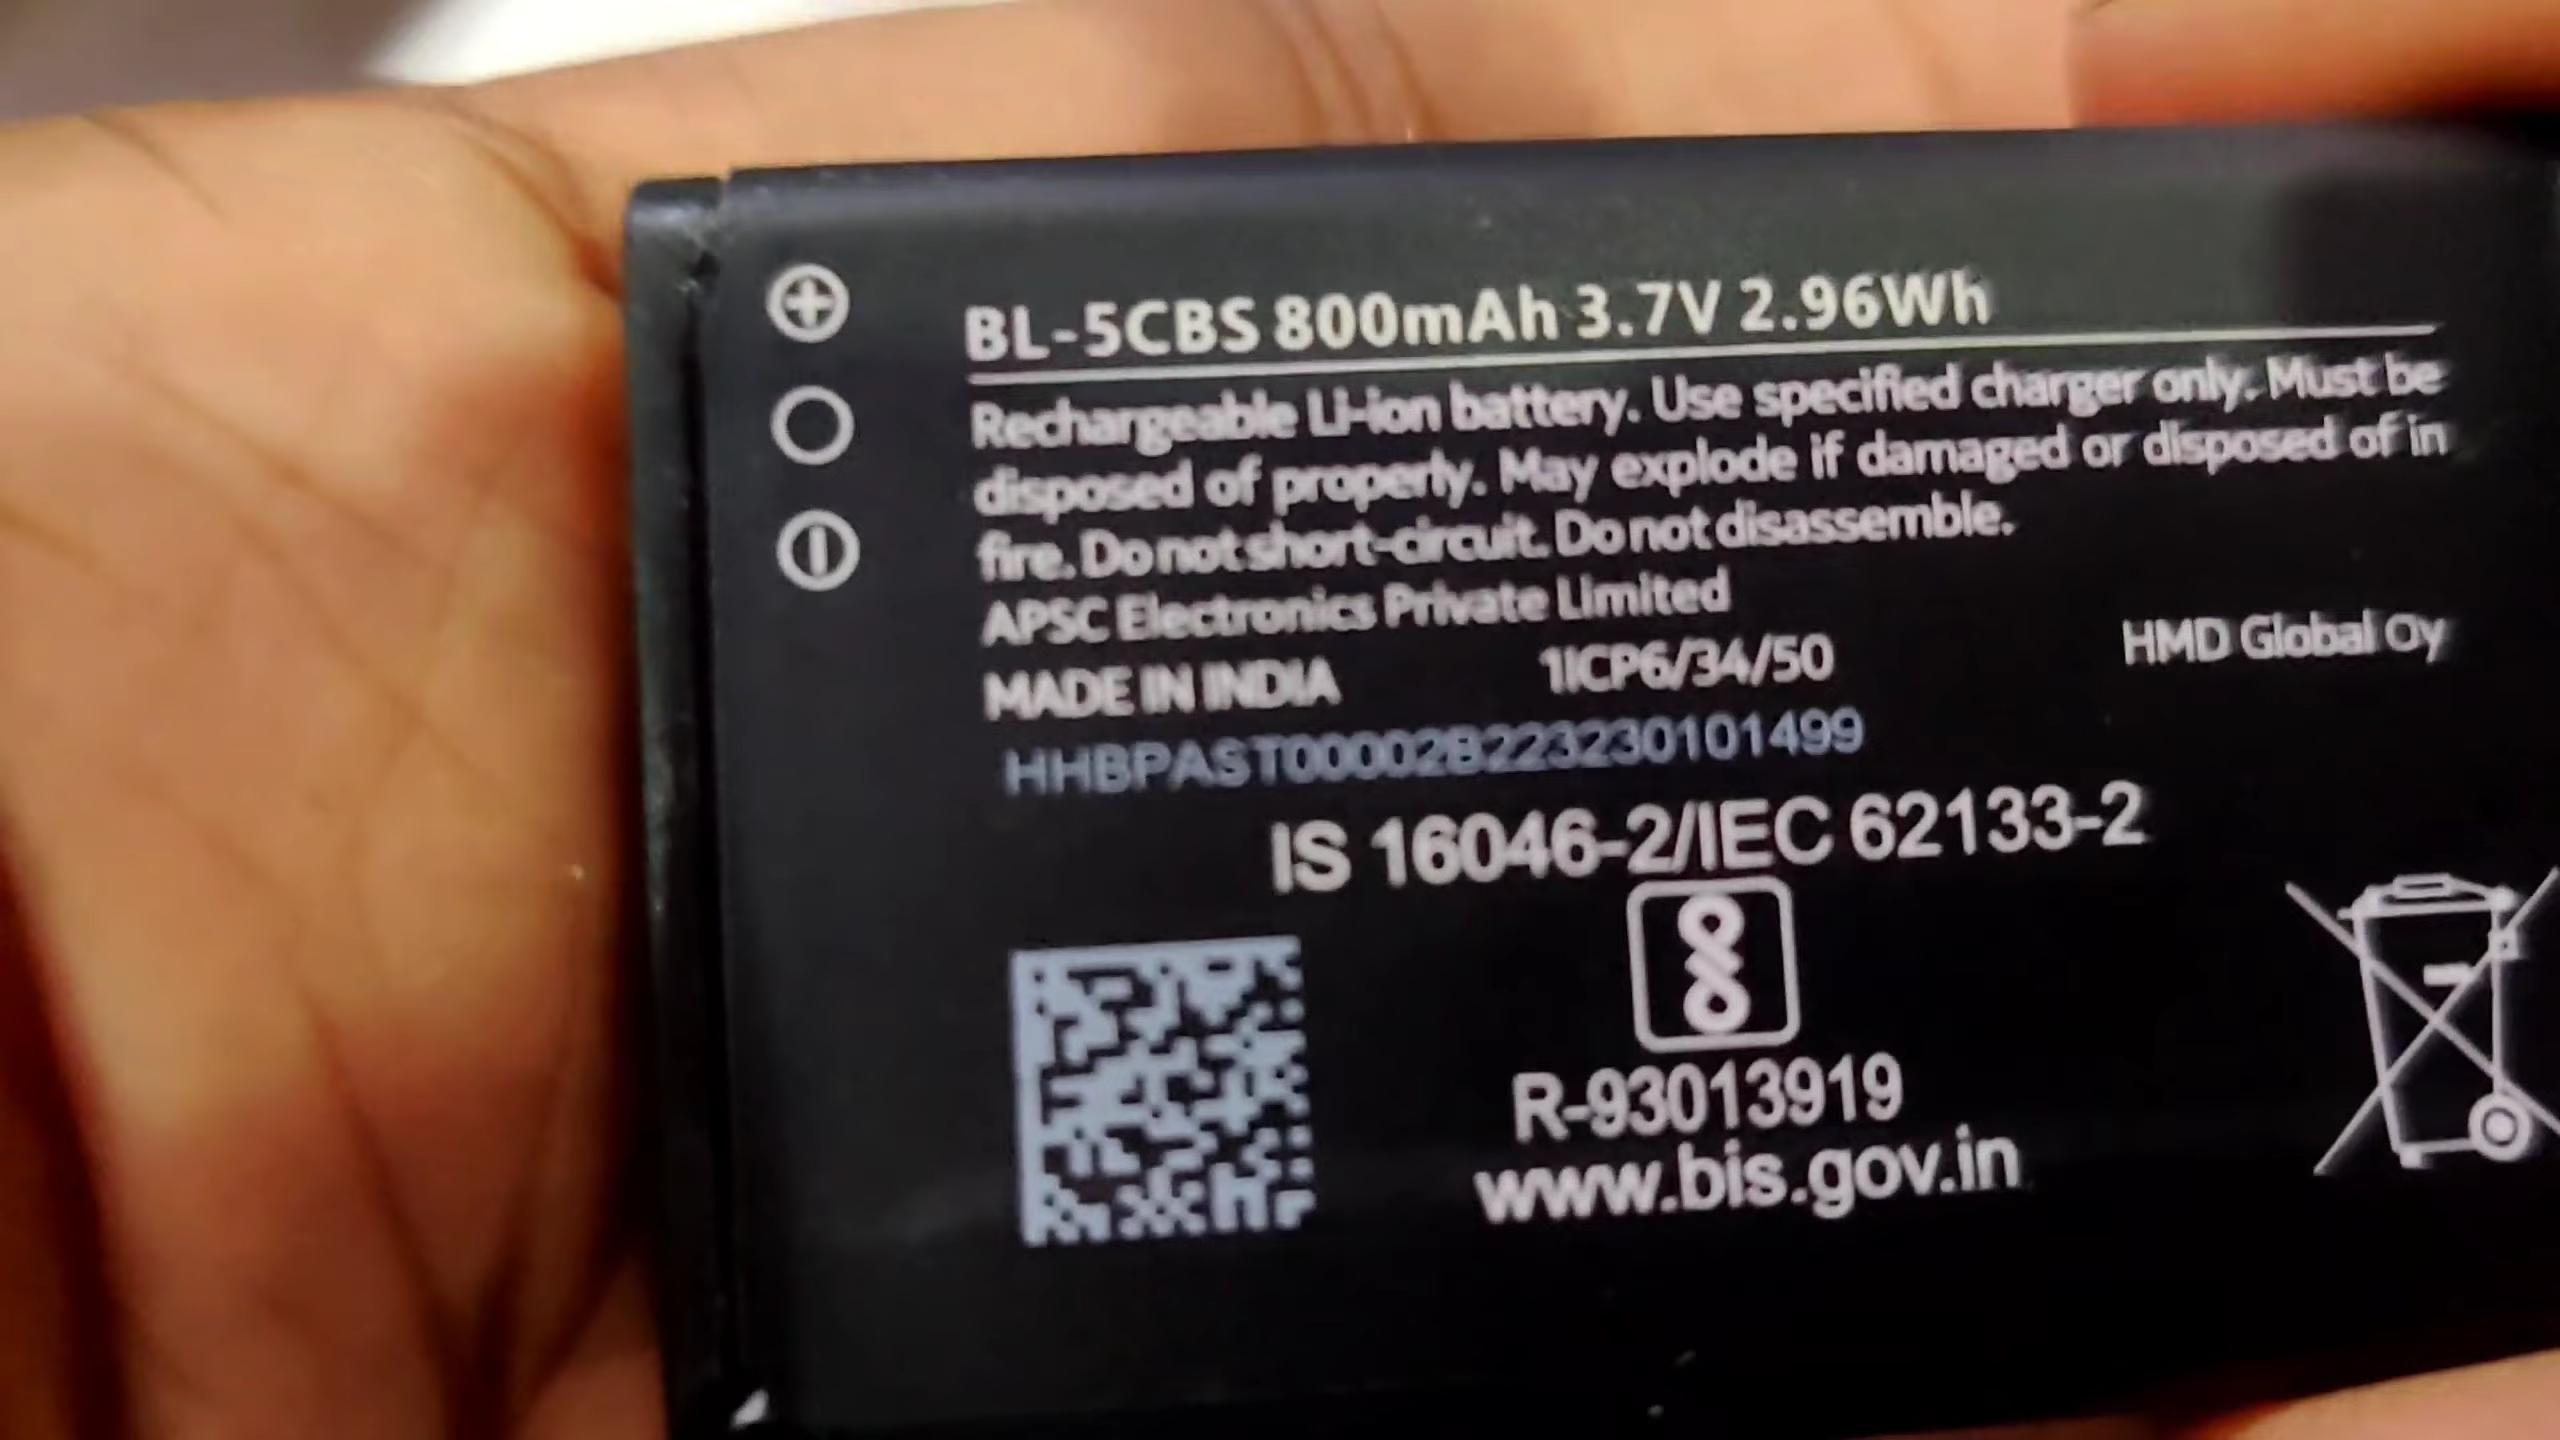 BL-5CBS 800mAh 3.7V 2.96Wh
Rechargeable Li-ion battery. Use specified charger only. Must be
disposed of properly. May explode if damaged or disposed of in
fire. Do not short-circuit. Do not disassemble.
APSC Electronics Private Limited
MADE IN INDIA 1ICP6/34/50 HMD Global Oy
HHBPAST00002B223230101499
IS 16046-2/IEC 62133-2
R-93013919
www.bis.gov.in